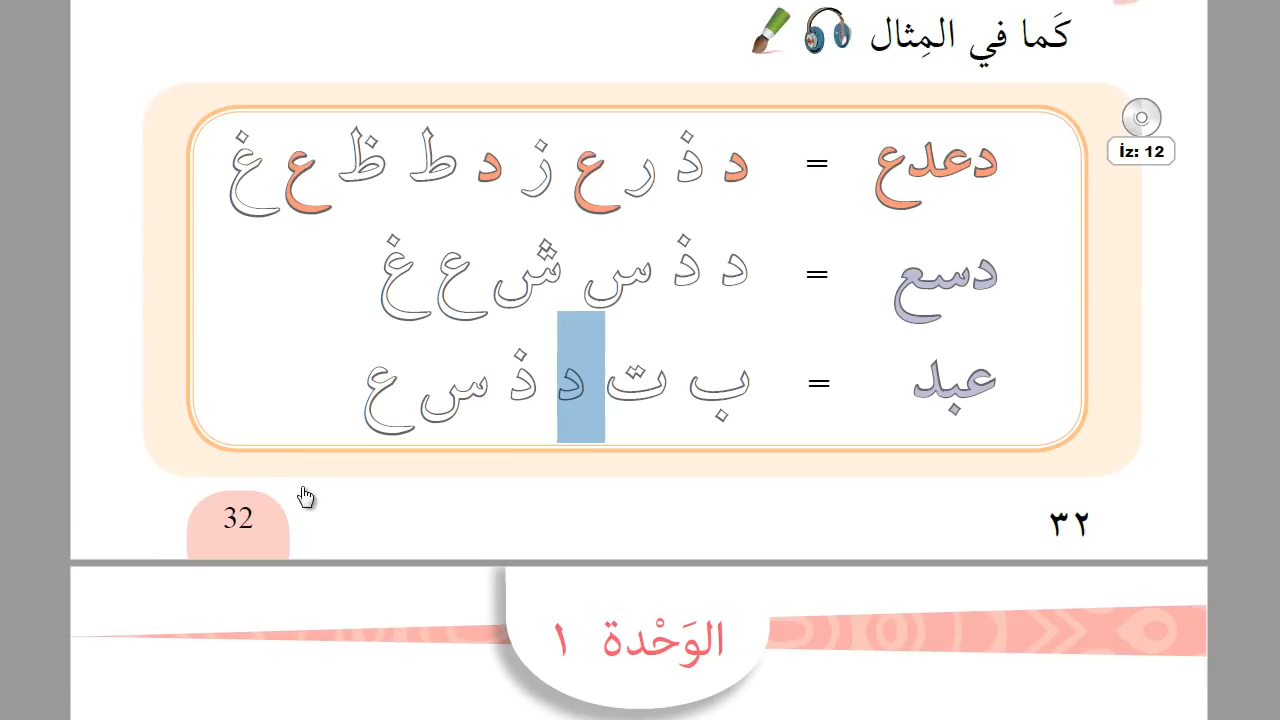 كَما في المِثال
İz: 12
دعدع = د ذ ر ع ز د ط ظ ع غ
دسع = د ذ س ش ع غ
عبد = ب ت د ذ س ع
٣٢
32
الوَحْدة ١